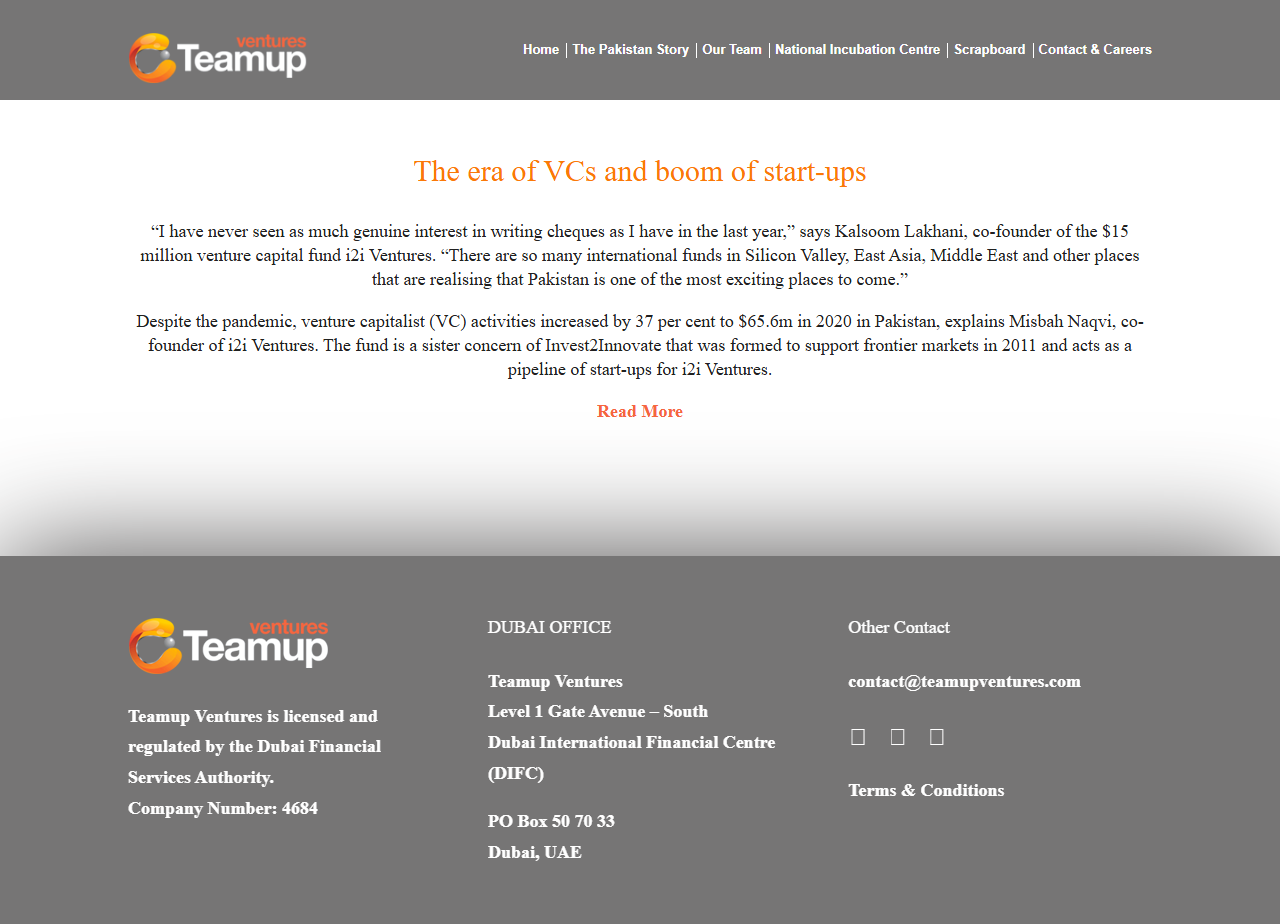 ventures
Teamup
Home | The Pakistan Story | Our Team | National Incubation Centre | Scrapboard | Contact & Careers
The era of VCs and boom of start-ups
“I have never seen as much genuine interest in writing cheques as I have in the last year,” says Kalsoom Lakhani, co-founder of the $15
million venture capital fund i2i Ventures. “There are so many international funds in Silicon Valley, East Asia, Middle East and other places
that are realising that Pakistan is one of the most exciting places to come.”
Despite the pandemic, venture capitalist (VC) activities increased by 37 per cent to $65.6m in 2020 in Pakistan, explains Misbah Naqvi, co-
founder of i2i Ventures. The fund is a sister concern of Invest2Innovate that was formed to support frontier markets in 2011 and acts as a
pipeline of start-ups for i2i Ventures.
Read More
ventures
Teamup
Teamup Ventures is licensed and
regulated by the Dubai Financial
Services Authority.
Company Number: 4684
DUBAI OFFICE
Teamup Ventures
Level 1 Gate Avenue – South
Dubai International Financial Centre
(DIFC)
PO Box 50 70 33
Dubai, UAE
Other Contact
contact@teamupventures.com
Terms & Conditions